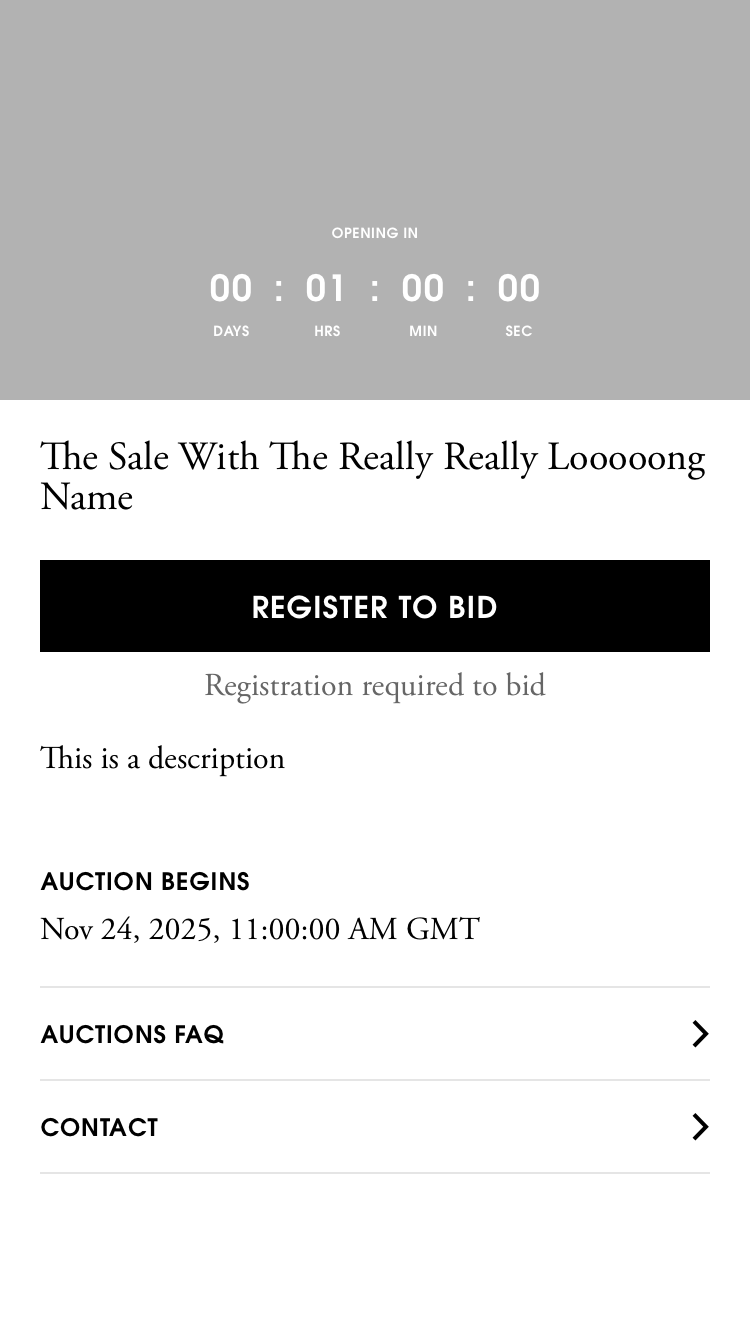 OPENING IN
00 : 01 : 00 : 00
DAYS HRS MIN SEC
The Sale With The Really Really Looooong
Name
REGISTER TO BID
Registration required to bid
This is a description
AUCTION BEGINS
Nov 24, 2025, 11:00:00 AM GMT
AUCTIONS FAQ
CONTACT